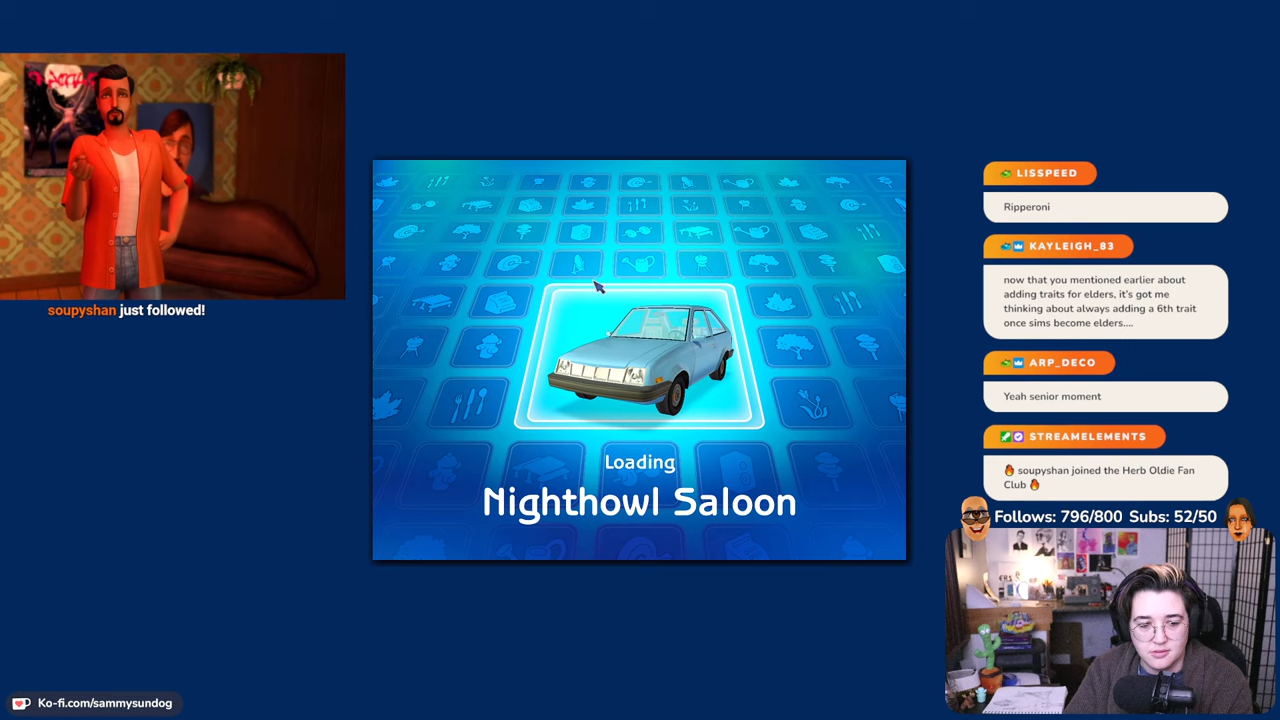 soupyshan just followed!
Loading
Nighthowl Saloon
LISSPEED
Ripperoni
KAYLEIGH_83
now that you mentioned earlier about
adding traits for elders, it's got me
thinking about always adding a 6th trait
once sims become elders....
ARP_DECO
Yeah senior moment
STREAMELEMENTS
🔥 soupyshan joined the Herb Oldie Fan
Club 🔥
Follows: 796/800 Subs: 52/50
Ko-fi.com/sammysundog